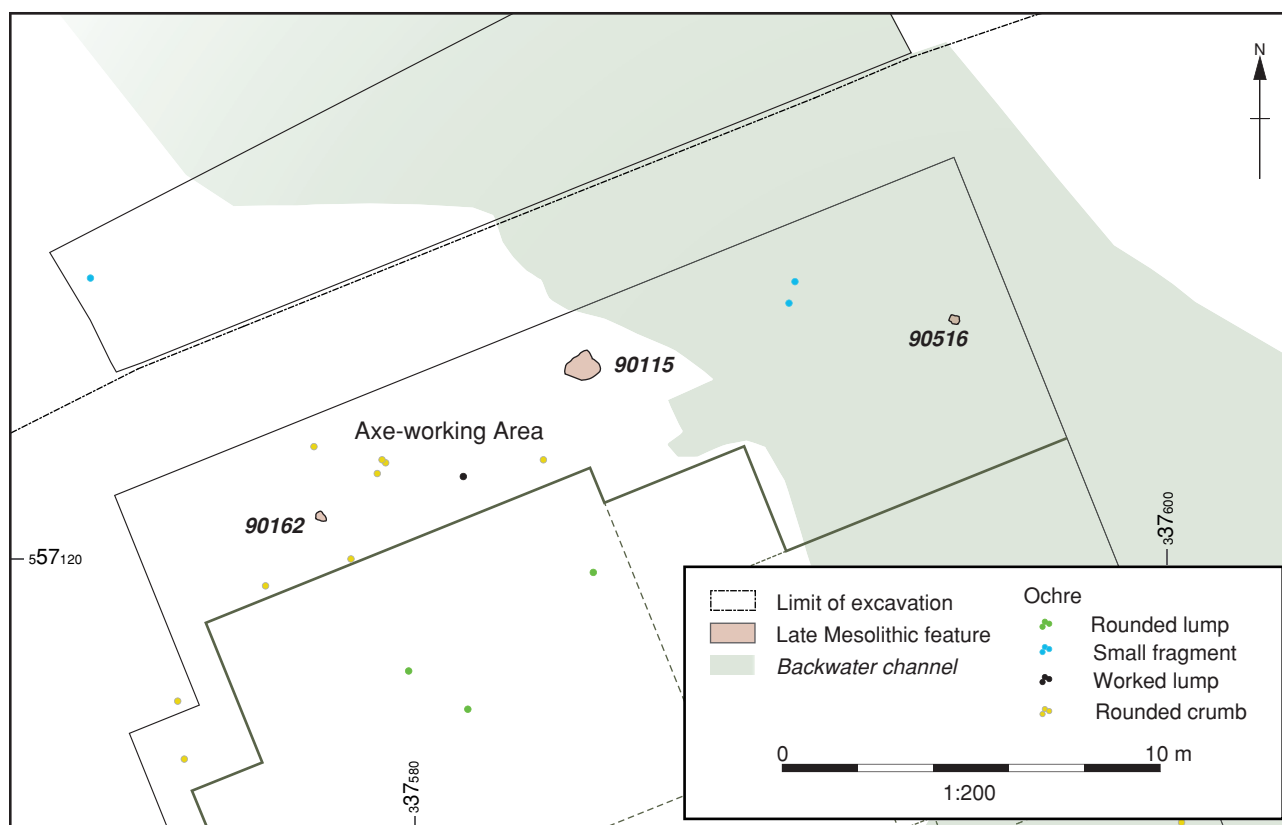 N
90516
90115
Axe-working Area
90162
557120
337600
337580
Limit of excavation
Late Mesolithic feature
Backwater channel
Ochre
Rounded lump
Small fragment
Worked lump
Rounded crumb
0 10 m
1:200